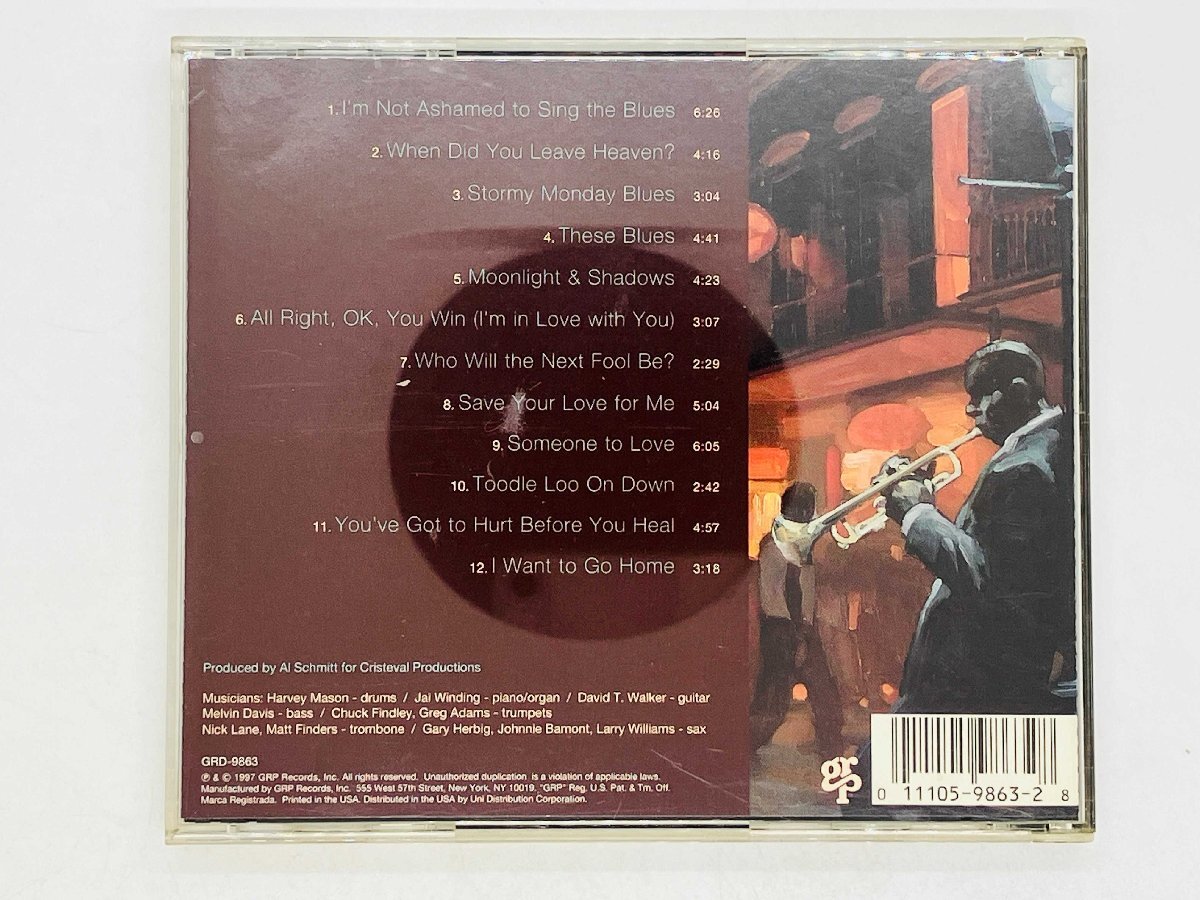 1. I'm Not Ashamed to Sing the Blues 6:26
2. When Did You Leave Heaven? 4:16
3. Stormy Monday Blues 3:04
4. These Blues 4:41
5. Moonlight & Shadows 4:23
6. All Right, OK, You Win (I'm in Love with You) 3:07
7. Who Will the Next Fool Be? 2:29
8. Save Your Love for Me 5:04
9. Someone to Love 6:05
10. Toodle Loo On Down 2:42
11. You've Got to Hurt Before You Heal 4:57
12. I Want to Go Home 3:18
Produced by Al Schmitt for Cristeval Productions
Musicians: Harvey Mason - drums / Jai Winding - piano/organ / David T. Walker - guitar
Melvin Davis - bass / Chuck Findley, Greg Adams - trumpets
Nick Lane, Matt Finders - trombone / Gary Herbig, Johnnie Bamont, Larry Williams - sax
GRD-9863
℗ & © 1997 GRP Records, Inc. All rights reserved. Unauthorized duplication is a violation of applicable laws.
Manufactured by GRP Records, Inc. 555 West 57th Street, New York, NY 10019. "GRP" Reg. U.S. Pat. & Tm. Off.
Marca Registrada. Printed in the USA. Distributed in the USA by Uni Distribution Corporation.
grp
0 11105-9863-2 8